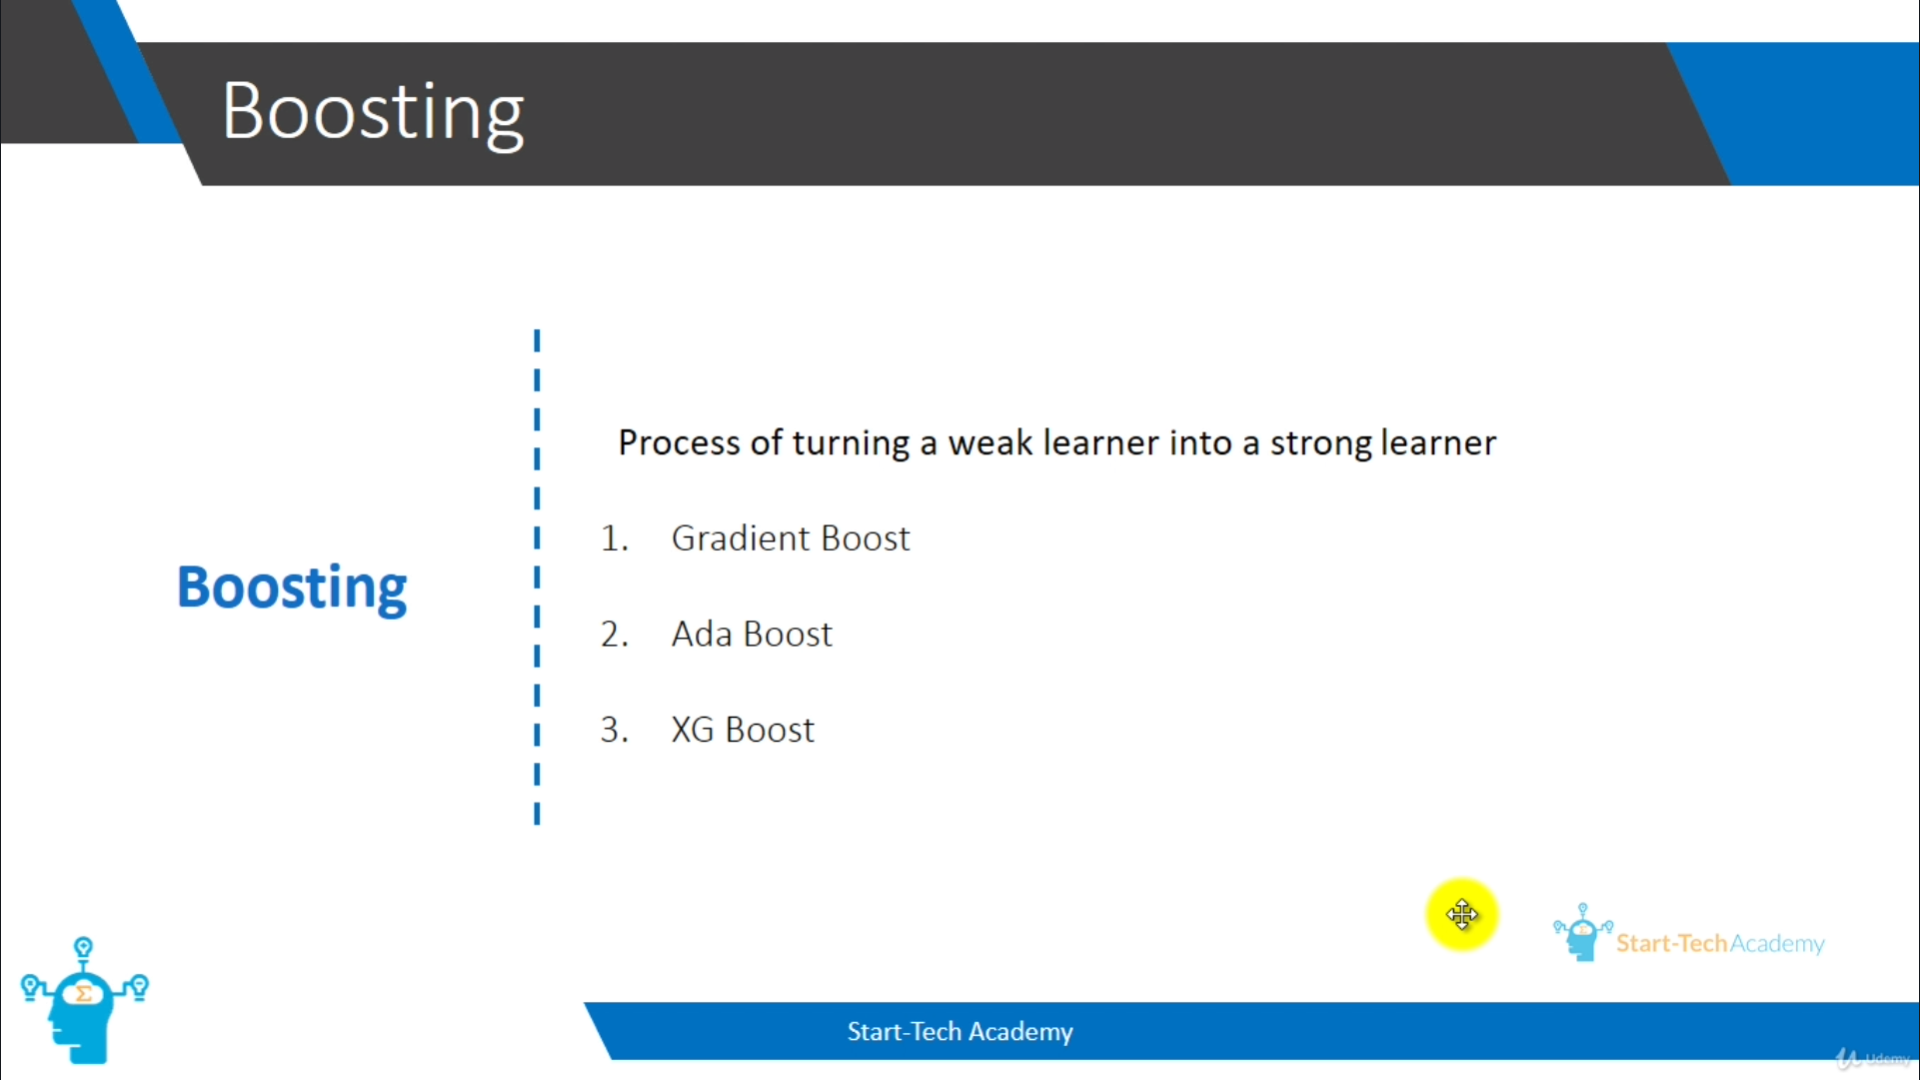 Boosting
Process of turning a weak learner into a strong learner
1. Gradient Boost
Boosting
2. Ada Boost
3. XG Boost
Σ
Start-Tech Academy
Σ
Start-Tech Academy
Udemy